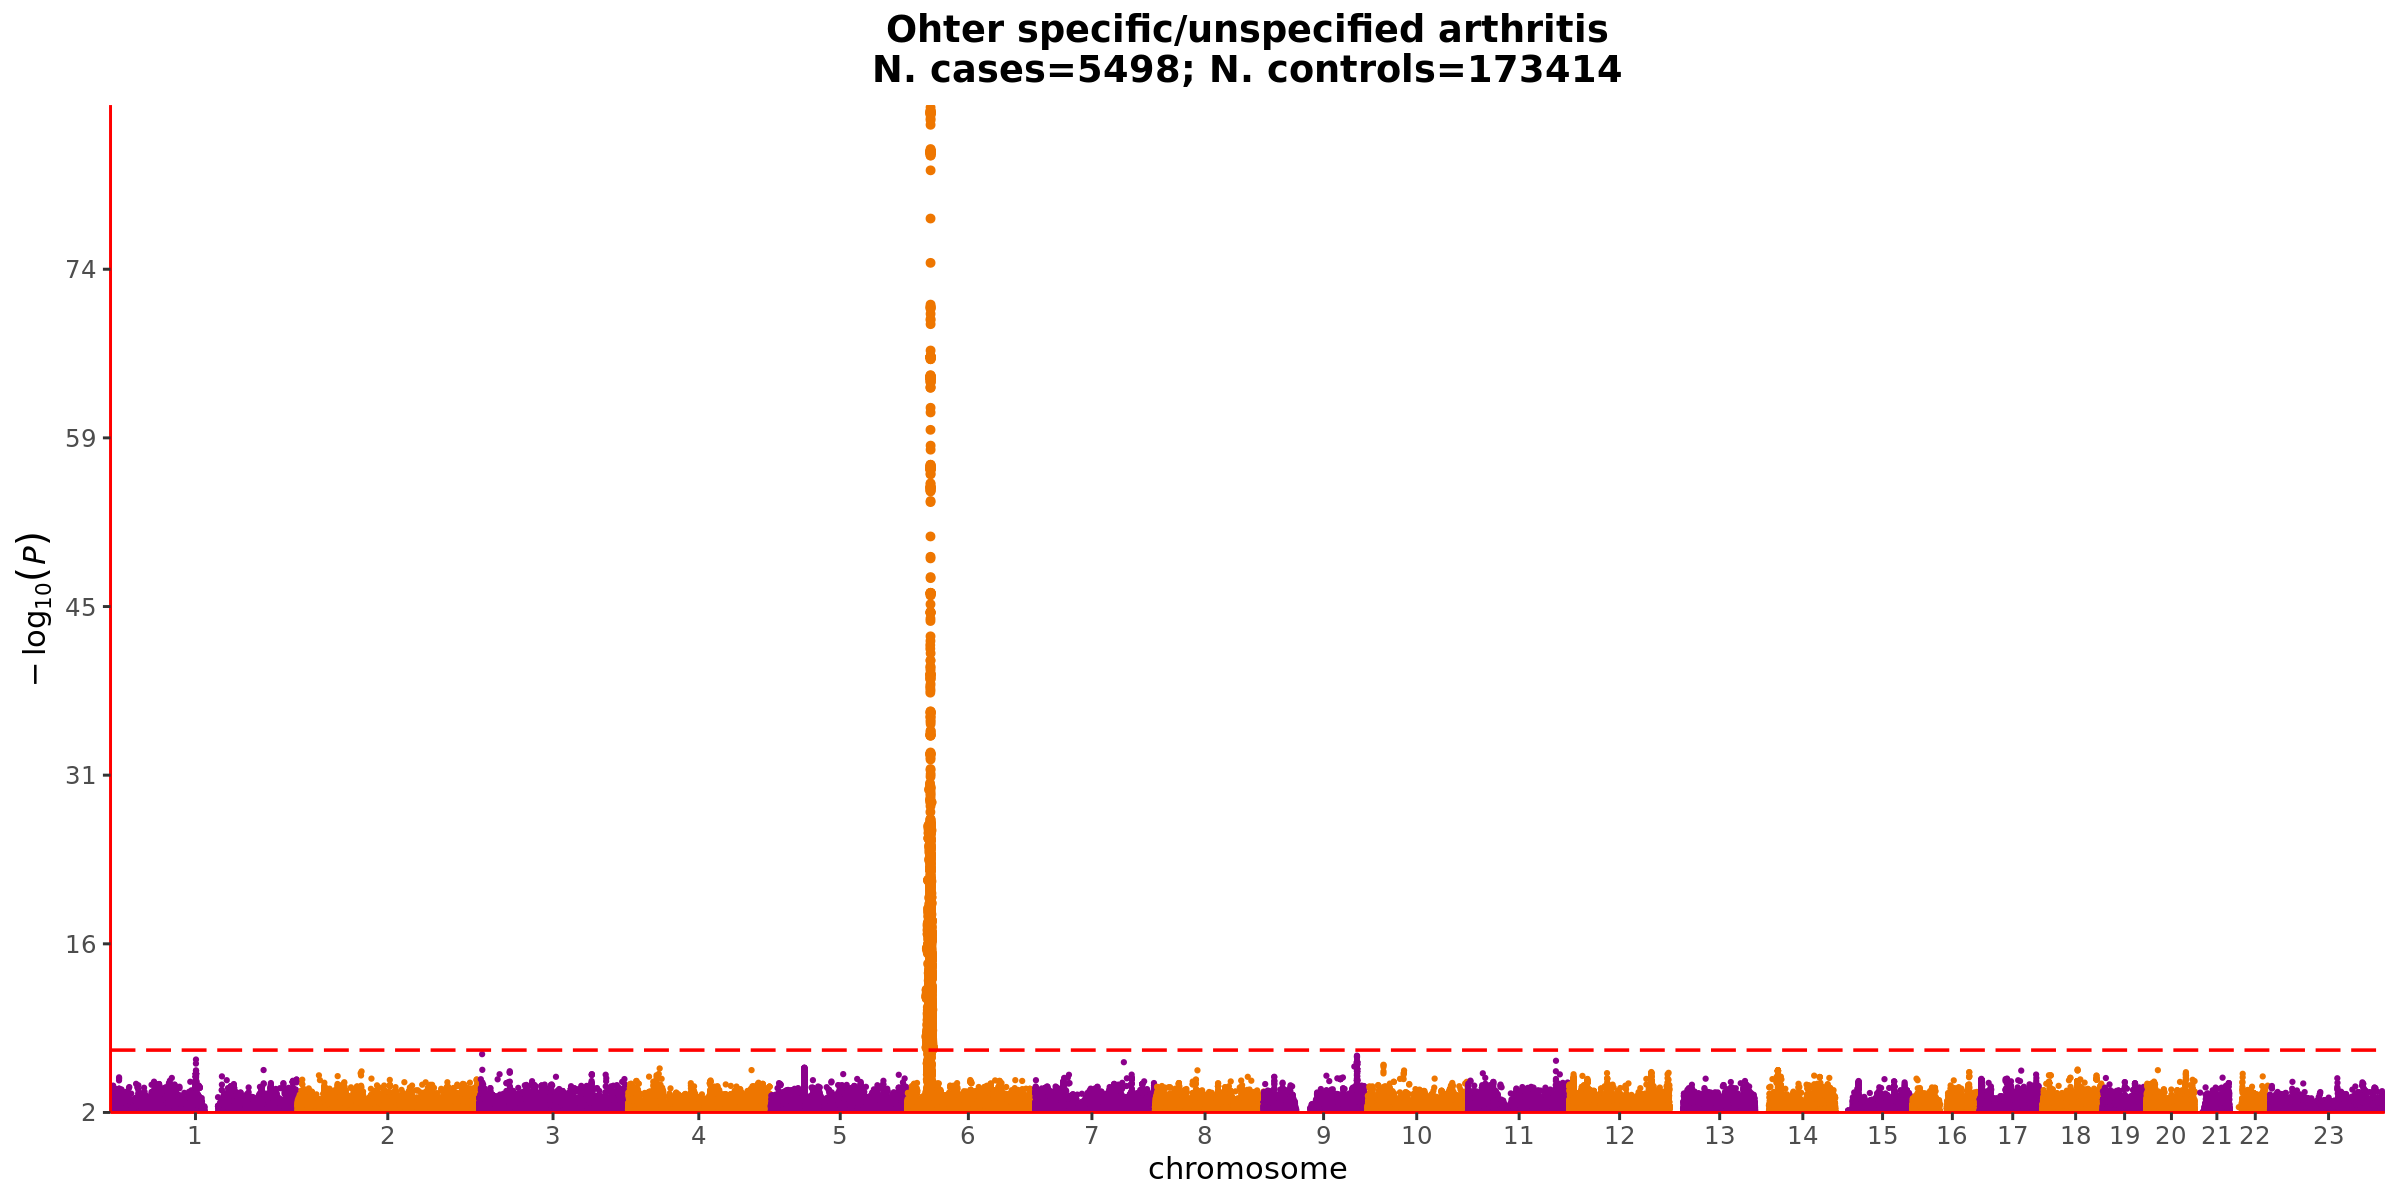 Ohter specific/unspecified arthritis
N. cases=5498; N. controls=173414
74
59
45
31
16
2
−log10(P)
1 2 3 4 5 6 7 8 9 10 11 12 13 14 15 16 17 18 19 20 21 22 23
chromosome